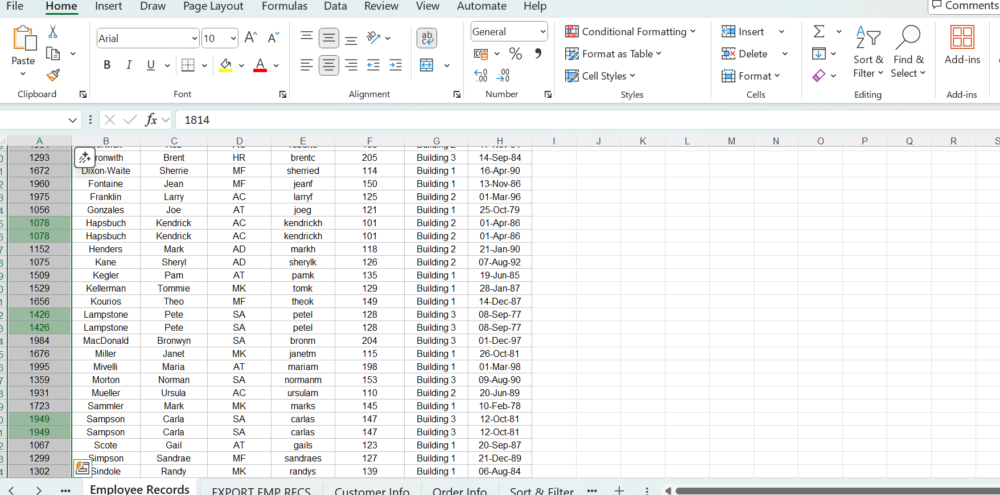 File Home Insert Draw Page Layout Formulas Data Review View Automate Help Comments
Paste Arial 10 General Conditional Formatting Insert Sort & Filter Find & Select Add-ins
Format as Table Delete
Cell Styles Format
Clipboard Font Alignment Number Styles Cells Editing Add-ins
fx 1814
A B C D E F G H I J K L M N O P Q R S
1293 ronwith Brent HR brentc 205 Building 3 14-Sep-84
1672 Dixon-Waite Sherrie MF sherried 114 Building 1 16-Apr-90
1960 Fontaine Jean MF jeanf 150 Building 1 13-Nov-86
1975 Franklin Larry AC larryf 125 Building 2 01-Mar-96
1056 Gonzales Joe AT joeg 121 Building 1 25-Oct-79
1078 Hapsbuch Kendrick AC kendrickh 101 Building 2 01-Apr-86
1078 Hapsbuch Kendrick AC kendrickh 101 Building 2 01-Apr-86
1152 Henders Mark AD markh 118 Building 2 21-Jan-90
1075 Kane Sheryl AD sherylk 126 Building 2 07-Aug-92
1509 Kegler Pam AT pamk 135 Building 1 19-Jun-85
1529 Kellerman Tommie MK tomk 129 Building 1 28-Jan-87
1656 Kourios Theo MF theok 149 Building 1 14-Dec-87
1426 Lampstone Pete SA petel 128 Building 3 08-Sep-77
1426 Lampstone Pete SA petel 128 Building 3 08-Sep-77
1984 MacDonald Bronwyn SA bronm 204 Building 3 01-Dec-97
1676 Miller Janet MK janetm 115 Building 1 26-Oct-81
1995 Mivelli Maria AT mariam 198 Building 1 01-Mar-98
1359 Morton Norman SA normanm 153 Building 3 09-Aug-90
1931 Mueller Ursula AC ursulam 110 Building 2 20-Jun-89
1723 Sammler Mark MK marks 145 Building 1 10-Feb-78
1949 Sampson Carla SA carlas 147 Building 3 12-Oct-81
1949 Sampson Carla SA carlas 147 Building 3 12-Oct-81
1067 Scote Gail AT gails 123 Building 1 20-Sep-87
1299 Simpson Sandrae MF sandraes 127 Building 1 21-Dec-89
1302 Sindole Randy MK randys 139 Building 1 06-Aug-84
Employee Records EXPORT EMP RECS Customer Info Order Info Sort & Filter